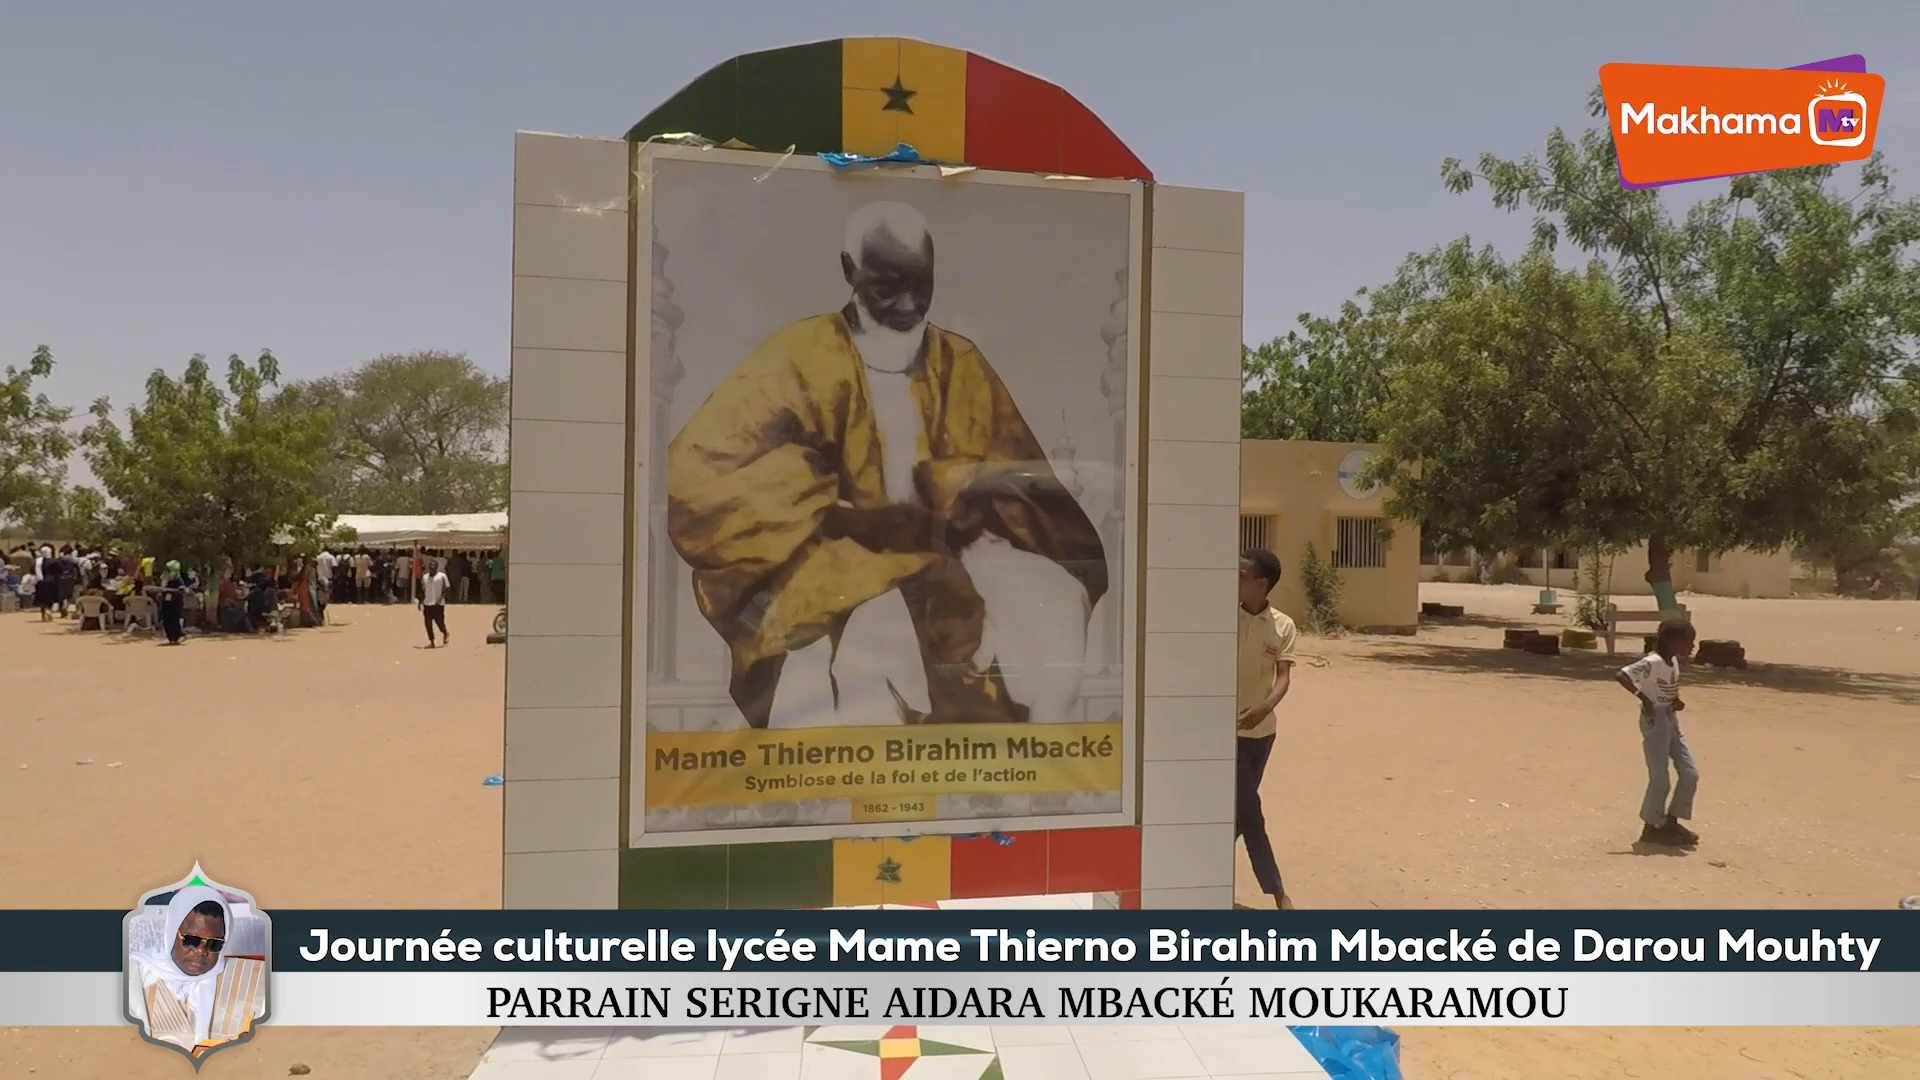 Makhama
M tv
Mame Thierno Birahim Mbacké
Symbiose de la foi et de l'action
1862 - 1943
Journée culturelle lycée Mame Thierno Birahim Mbacké de Darou Mouhty
PARRAIN SERIGNE AIDARA MBACKÉ MOUKARAMOU